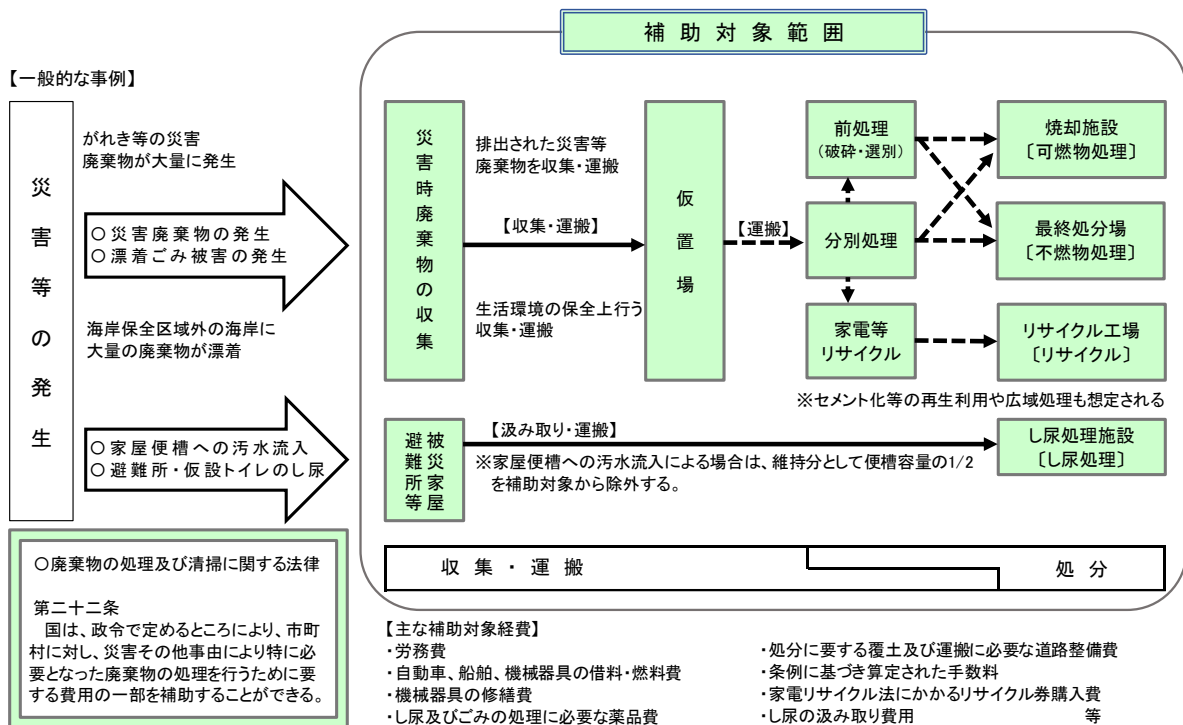 補助対象範囲
【一般的な事例】
災害等の発生
がれき等の災害
廃棄物が大量に発生
○災害廃棄物の発生
○漂着ごみ被害の発生
海岸保全区域外の海岸に
大量の廃棄物が漂着
○家屋便槽への汚水流入
○避難所・仮設トイレのし尿
災害時廃棄物の収集
排出された災害等
廃棄物を収集・運搬
【収集・運搬】
生活環境の保全上行う
収集・運搬
仮置場
【運搬】
前処理
（破砕・選別）
分別処理
家電等
リサイクル
焼却施設
〔可燃物処理〕
最終処分場
〔不燃物処理〕
リサイクル工場
〔リサイクル〕
※セメント化等の再生利用や広域処理も想定される
被災家屋
避難所等
【汲み取り・運搬】
※家屋便槽への汚水流入による場合は、維持分として便槽容量の1/2
を補助対象から除外する。
し尿処理施設
〔し尿処理〕
収集・運搬
処分
○廃棄物の処理及び清掃に関する法律
第二十二条
国は、政令で定めるところにより、市町
村に対し、災害その他事由により特に必
要となった廃棄物の処理を行うために要
する費用の一部を補助することができる。
【主な補助対象経費】
・労務費
・自動車、船舶、機械器具の借料・燃料費
・機械器具の修繕費
・し尿及びごみの処理に必要な薬品費
・処分に要する覆土及び運搬に必要な道路整備費
・条例に基づき算定された手数料
・家電リサイクル法にかかるリサイクル券購入費
・し尿の汲み取り費用 等